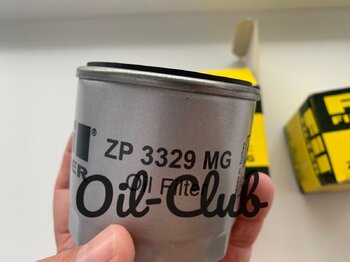 ZP 3329 MG
Oil Filter
Oil-Club